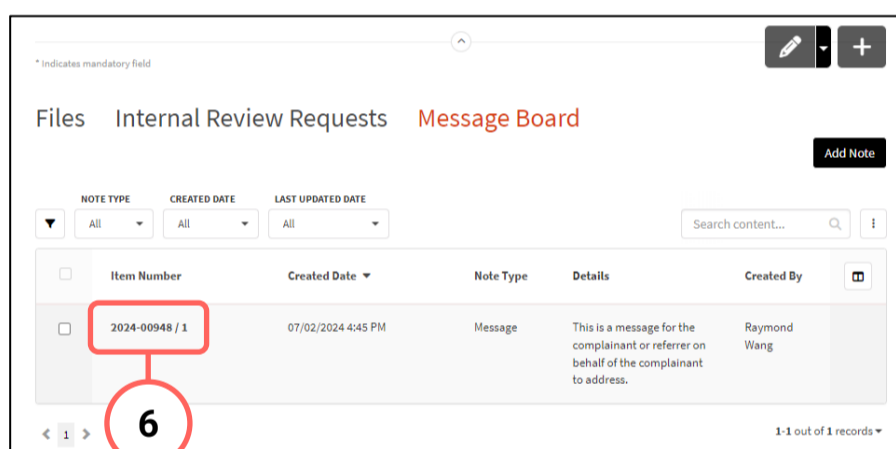 * Indicates mandatory field
Files Internal Review Requests Message Board
Add Note
NOTE TYPE CREATED DATE LAST UPDATED DATE
All All All Search content...
Item Number Created Date Note Type Details Created By
2024-00948 / 1 07/02/2024 4:45 PM Message This is a message for the Raymond
complainant or referrer on Wang
behalf of the complainant
to address.
6
1 1-1 out of 1 records